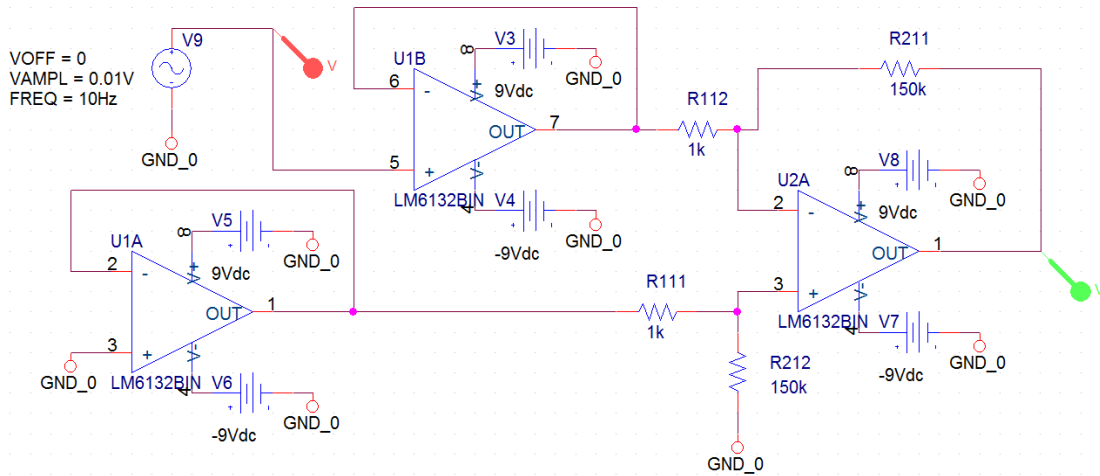 VOFF = 0
VAMPL = 0.01V
FREQ = 10Hz
V9
V
GND_0
U1B
8
V3
V+
9Vdc
GND_0
6
-
OUT
7
5
+
V-
4
V4
LM6132BIN
-9Vdc
GND_0
R112
1k
R211
150k
U2A
8
V8
V+
9Vdc
GND_0
2
-
OUT
1
3
+
V-
4
V7
LM6132BIN
-9Vdc
GND_0
V
U1A
8
V5
V+
9Vdc
GND_0
2
-
OUT
1
3
+
V-
4
V6
GND_0
LM6132BIN
-9Vdc
GND_0
R111
1k
R212
150k
GND_0